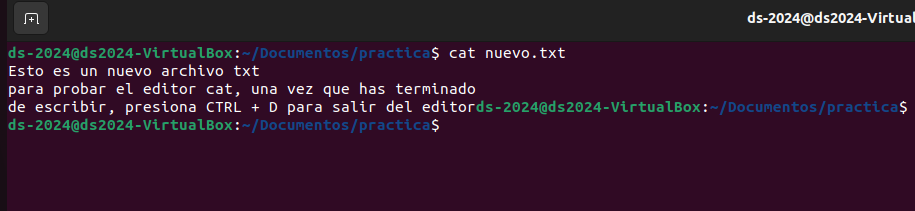 ds-2024@ds2024-Virtual
ds-2024@ds2024-VirtualBox:~/Documentos/practica$ cat nuevo.txt
Esto es un nuevo archivo txt
para probar el editor cat, una vez que has terminado
de escribir, presiona CTRL + D para salir del editords-2024@ds2024-VirtualBox:~/Documentos/practica$
ds-2024@ds2024-VirtualBox:~/Documentos/practica$